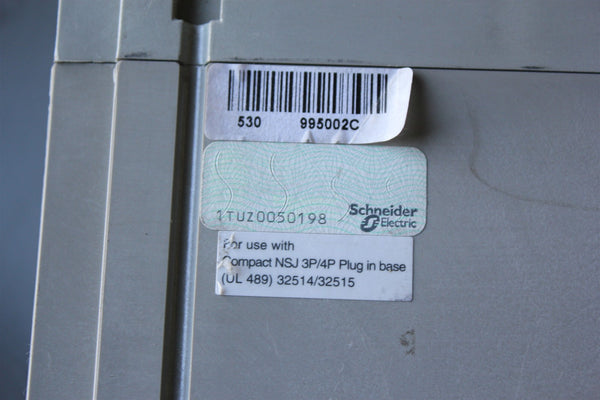 530 995002C
1TUZ0050198
Schneider
Electric
For use with
Compact NSJ 3P/4P Plug in base
(UL 489) 32514/32515